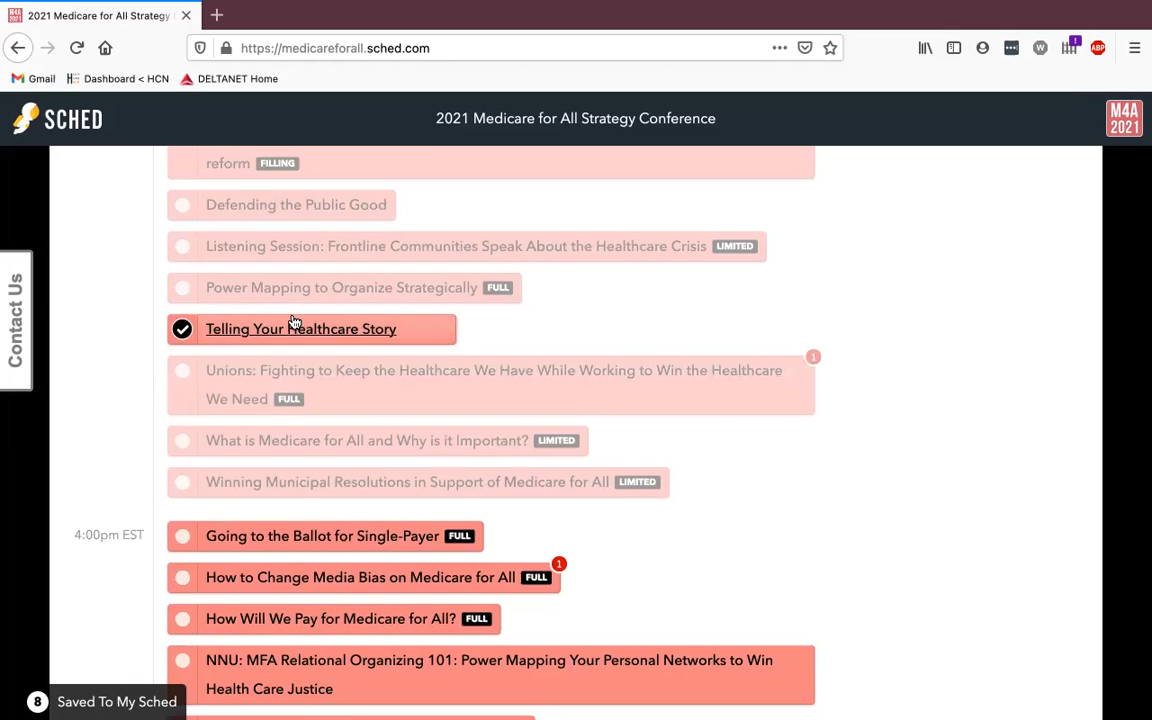 2021 Medicare for All Strategy
https://medicareforall.sched.com
Gmail
Dashboard < HCN
DELTANET Home
SCHED
2021 Medicare for All Strategy Conference
M4A
2021
reform FILLING
Defending the Public Good
Listening Session: Frontline Communities Speak About the Healthcare Crisis LIMITED
Power Mapping to Organize Strategically FULL
Telling Your Healthcare Story
1
Unions: Fighting to Keep the Healthcare We Have While Working to Win the Healthcare
We Need FULL
What is Medicare for All and Why is it Important? LIMITED
Winning Municipal Resolutions in Support of Medicare for All LIMITED
4:00pm EST
Going to the Ballot for Single-Payer FULL
1
How to Change Media Bias on Medicare for All FULL
How Will We Pay for Medicare for All? FULL
NNU: MFA Relational Organizing 101: Power Mapping Your Personal Networks to Win
Health Care Justice
8 Saved To My Sched
Contact Us
W
ABP